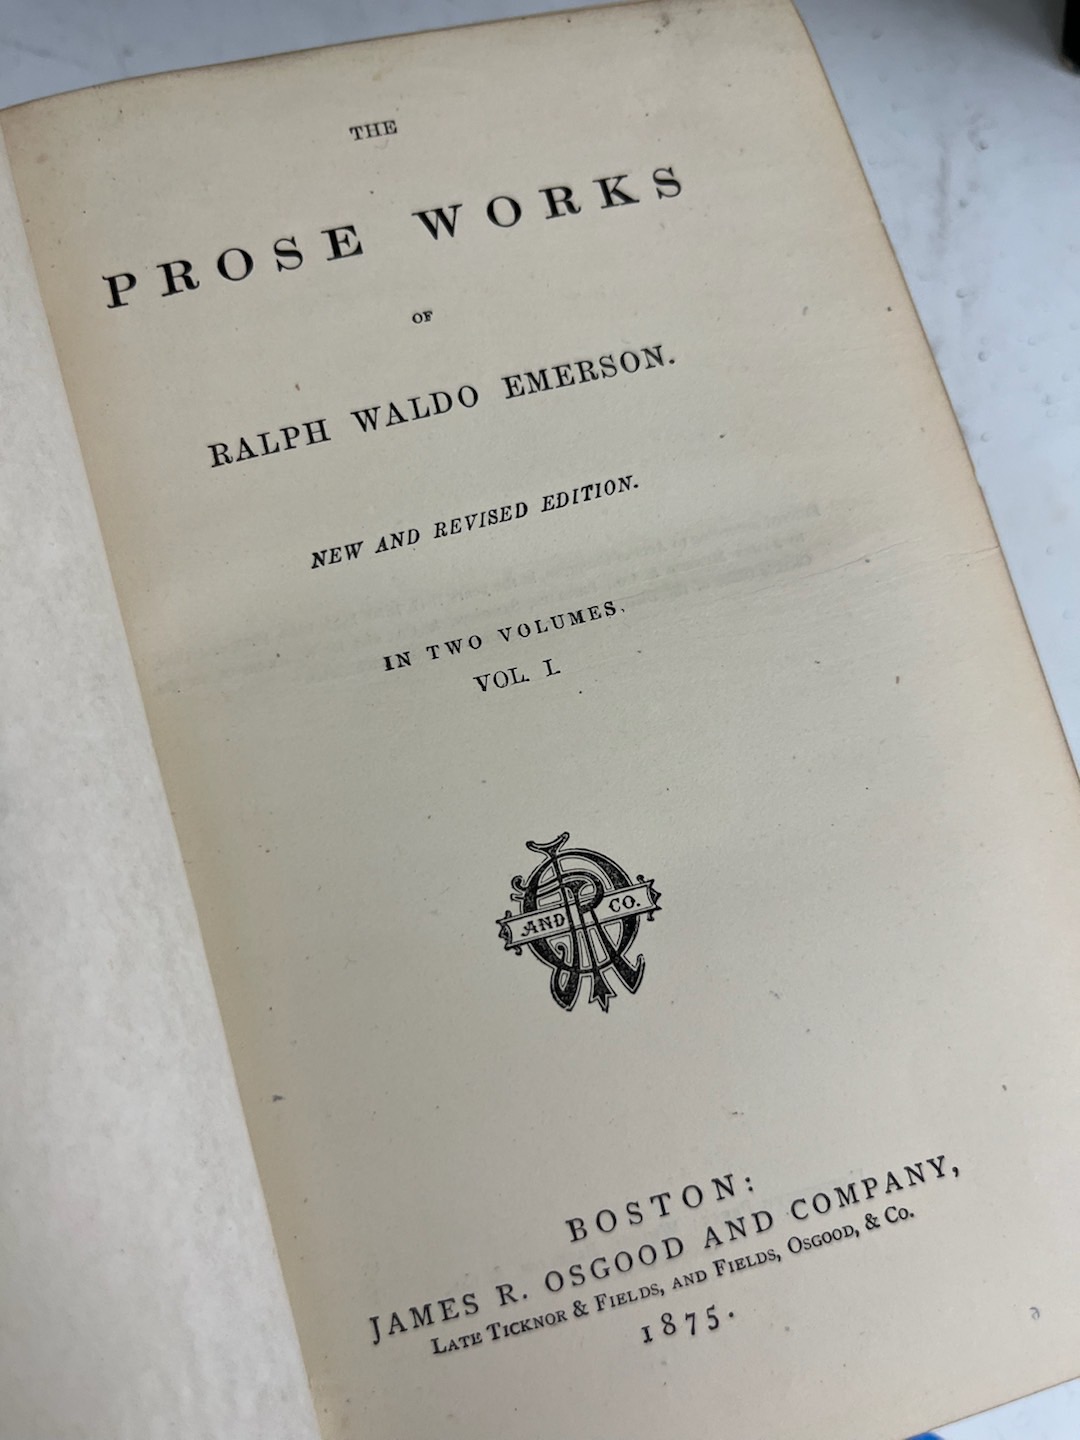 THE
PROSE WORKS
OF
RALPH WALDO EMERSON.
NEW AND REVISED EDITION.
IN TWO VOLUMES.
VOL. I.
AND CO.
BOSTON:
JAMES R. OSGOOD AND COMPANY,
LATE TICKNOR & FIELDS, AND FIELDS, OSGOOD, & CO.
1875.